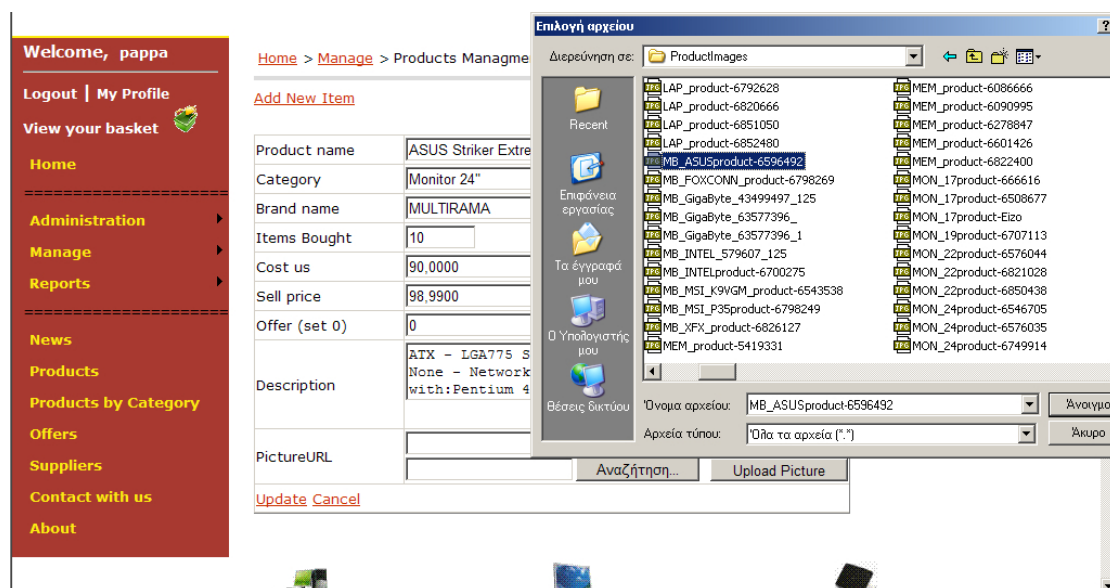 Welcome, pappa
Logout | My Profile
View your basket
Home
Administration
Manage
Reports
News
Products
Products by Category
Offers
Suppliers
Contact with us
About
Home > Manage > Products Managme
Add New Item
Product name ASUS Striker Extre
Category Monitor 24"
Brand name MULTIRAMA
Items Bought 10
Cost us 90,0000
Sell price 98,9900
Offer (set 0) 0
Description
ATX - LGA775 S
None - Network
with:Pentium 4
PictureURL
Αναζήτηση... Upload Picture
Update Cancel
Επιλογή αρχείου ?
Διερεύνηση σε: ProductImages
Recent
Επιφάνεια
εργασίας
Τα έγγραφά
μου
Ο Υπολογιστής
μου
Θέσεις δικτύου
LAP_product-6792628
LAP_product-6820666
LAP_product-6851050
LAP_product-6852480
MB_ASUSproduct-6596492
MB_FOXCONN_product-6798269
MB_GigaByte_43499497_125
MB_GigaByte_63577396_
MB_GigaByte_63577396_1
MB_INTEL_579607_125
MB_INTELproduct-6700275
MB_MSI_K9VGM_product-6543538
MB_MSI_P35product-6798249
MB_XFX_product-6826127
MEM_product-5419331
MEM_product-6086666
MEM_product-6090995
MEM_product-6278847
MEM_product-6601426
MEM_product-6822400
MON_17product-666616
MON_17product-6508677
MON_17product-Eizo
MON_19product-6707113
MON_22product-6576044
MON_22product-6821028
MON_22product-6850438
MON_24product-6546705
MON_24product-6576035
MON_24product-6749914
Όνομα αρχείου: MB_ASUSproduct-6596492 Άνοιγμα
Αρχεία τύπου: Όλα τα αρχεία (*.*) Άκυρο